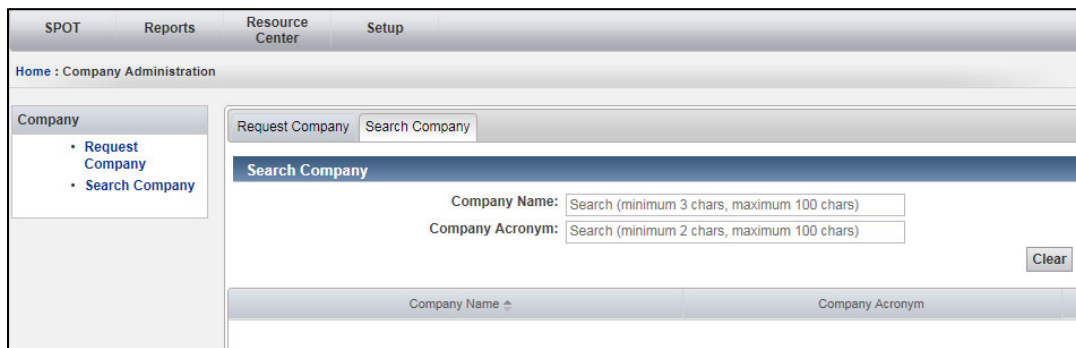 SPOT Reports Resource Center Setup
Home : Company Administration
Company
• Request Company
• Search Company
Request Company Search Company
Search Company
Company Name: Search (minimum 3 chars, maximum 100 chars)
Company Acronym: Search (minimum 2 chars, maximum 100 chars)
Clear
Company Name Company Acronym